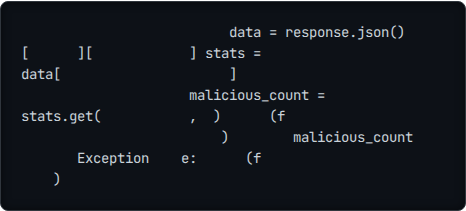 data = response.json()
[ ][ ] stats =
data[ ]
malicious_count =
stats.get( , ) (f
) malicious_count
Exception e: (f
)